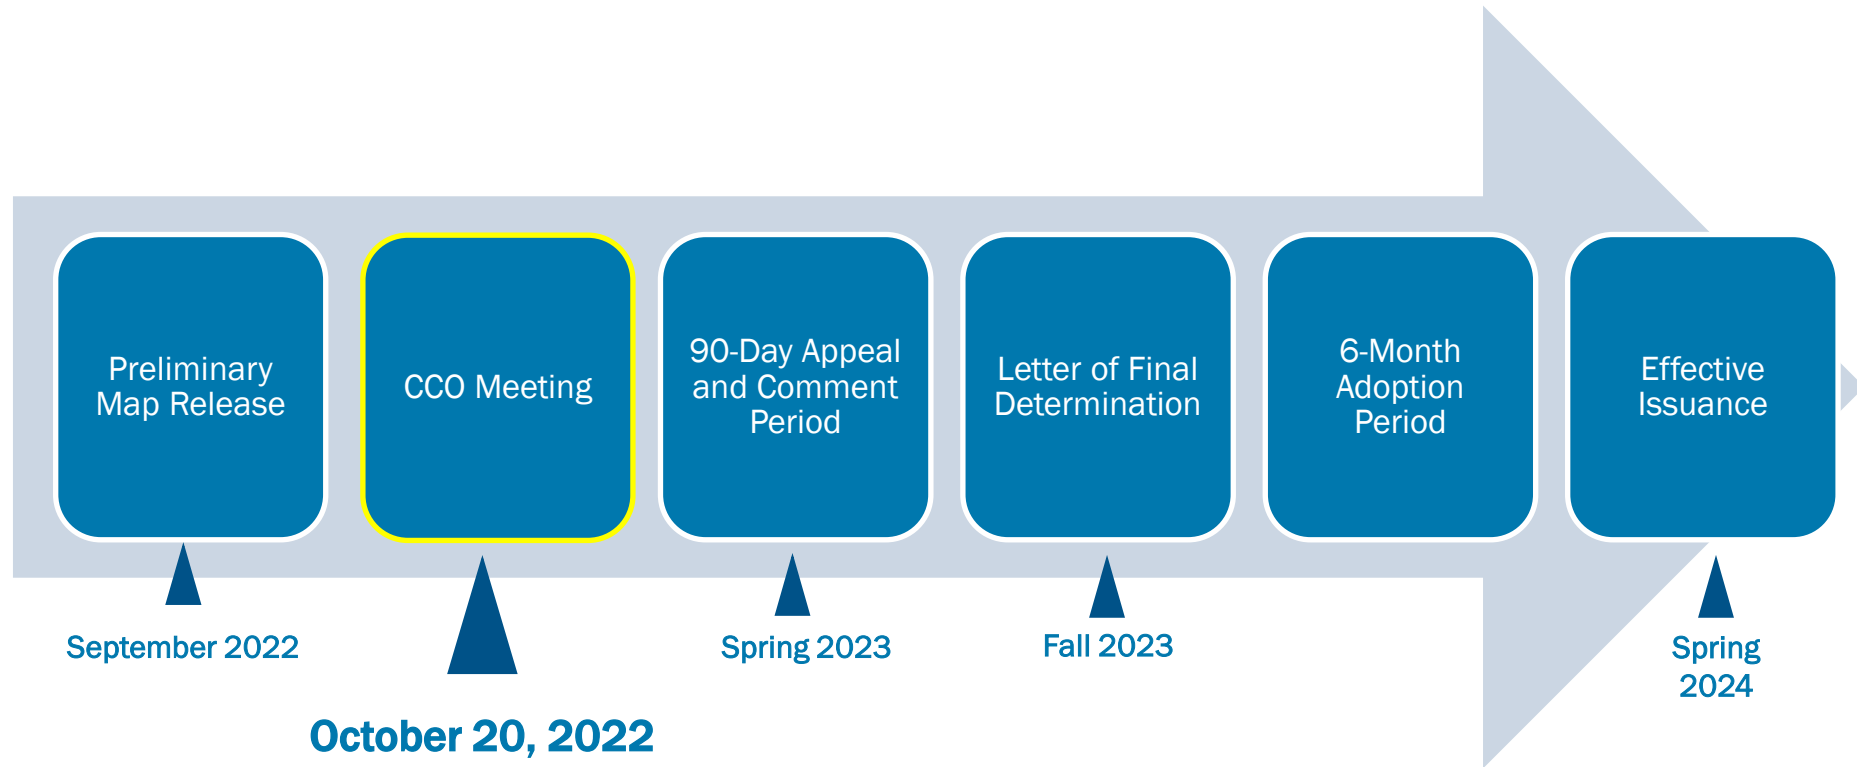 Preliminary
Map Release
CCO Meeting
90-Day Appeal
and Comment
Period
Letter of Final
Determination
6-Month
Adoption
Period
Effective
Issuance
September 2022
October 20, 2022
Spring 2023
Fall 2023
Spring
2024